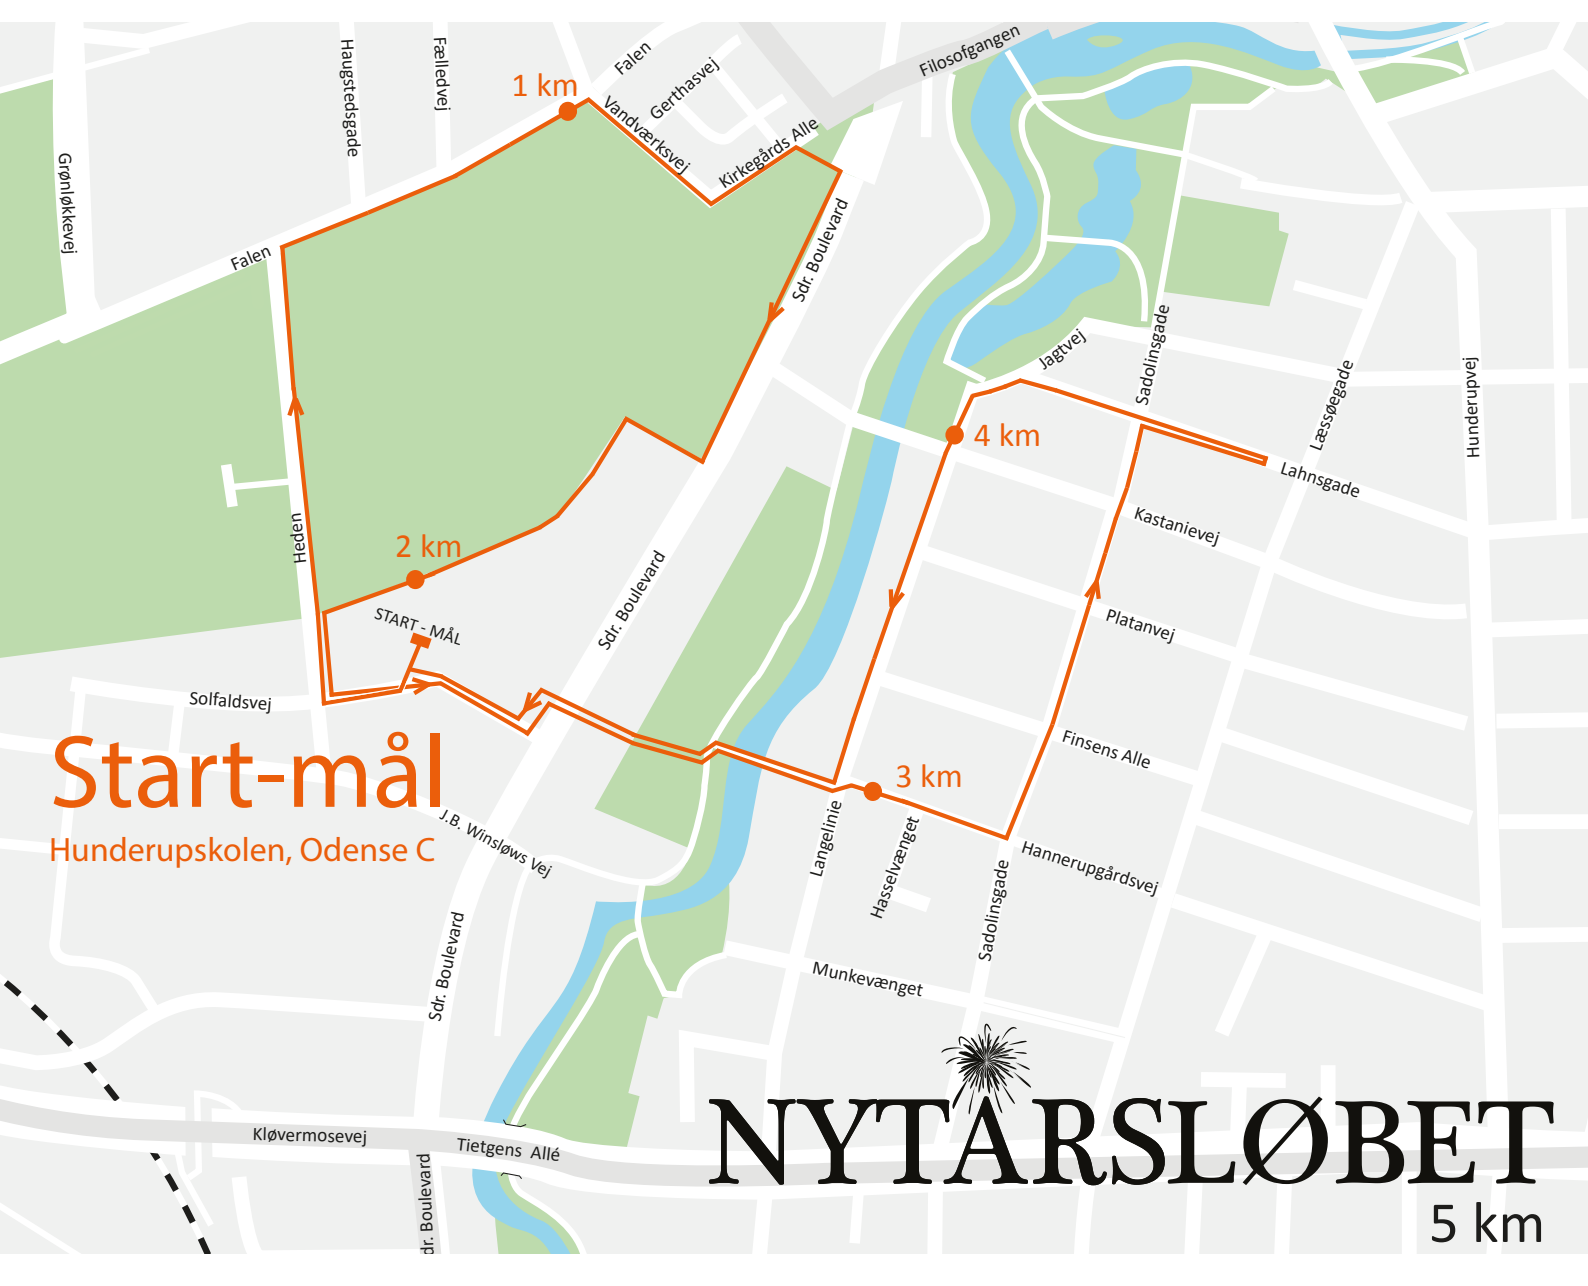 Filosofgangen
Falen
Haugstedsgade
Fælledvej
Gerthasvej
1 km
Vandværksvej
Kirkegårds Alle
Grønløkkevej
Falen
Sdr. Boulevard
Jagtvej
Sadolinsgade
Læssøegade
Hunderupvej
4 km
Lahnsgade
Kastanievej
Heden
2 km
Sdr. Boulevard
START - MÅL
Platanvej
Solfaldsvej
Finsens Alle
Start-mål
Hunderupskolen, Odense C
3 km
J.B. Winsløws Vej
Langelinie
Hasselvænget
Hannerupgårdsvej
Sadolinsgade
Sdr. Boulevard
Munkevænget
Kløvermosevej
Tietgens Allé
dr. Boulevard
NYTÅRSLØBET
5 km